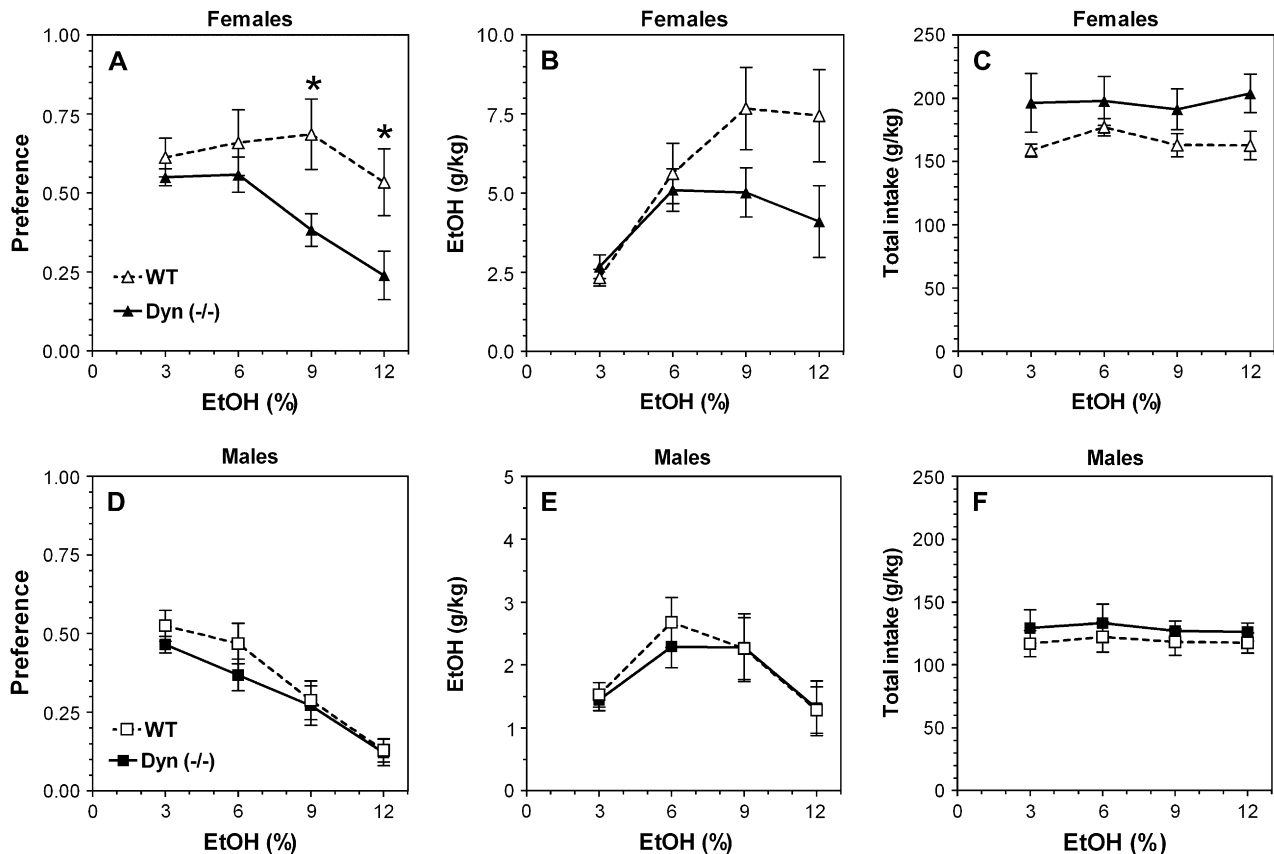 Females
A
*
*
1.00
0.75
0.50
0.25
0.00
Preference
WT
Dyn (-/-)
0 3 6 9 12
EtOH (%)
Females
B
10.0
7.5
5.0
2.5
0.0
EtOH (g/kg)
0 3 6 9 12
EtOH (%)
Females
C
250
200
150
100
50
0
Total intake (g/kg)
0 3 6 9 12
EtOH (%)
Males
D
1.00
0.75
0.50
0.25
0.00
Preference
WT
Dyn (-/-)
0 3 6 9 12
EtOH (%)
Males
E
5
4
3
2
1
0
EtOH (g/kg)
0 3 6 9 12
EtOH (%)
Males
F
250
200
150
100
50
0
Total intake (g/kg)
0 3 6 9 12
EtOH (%)